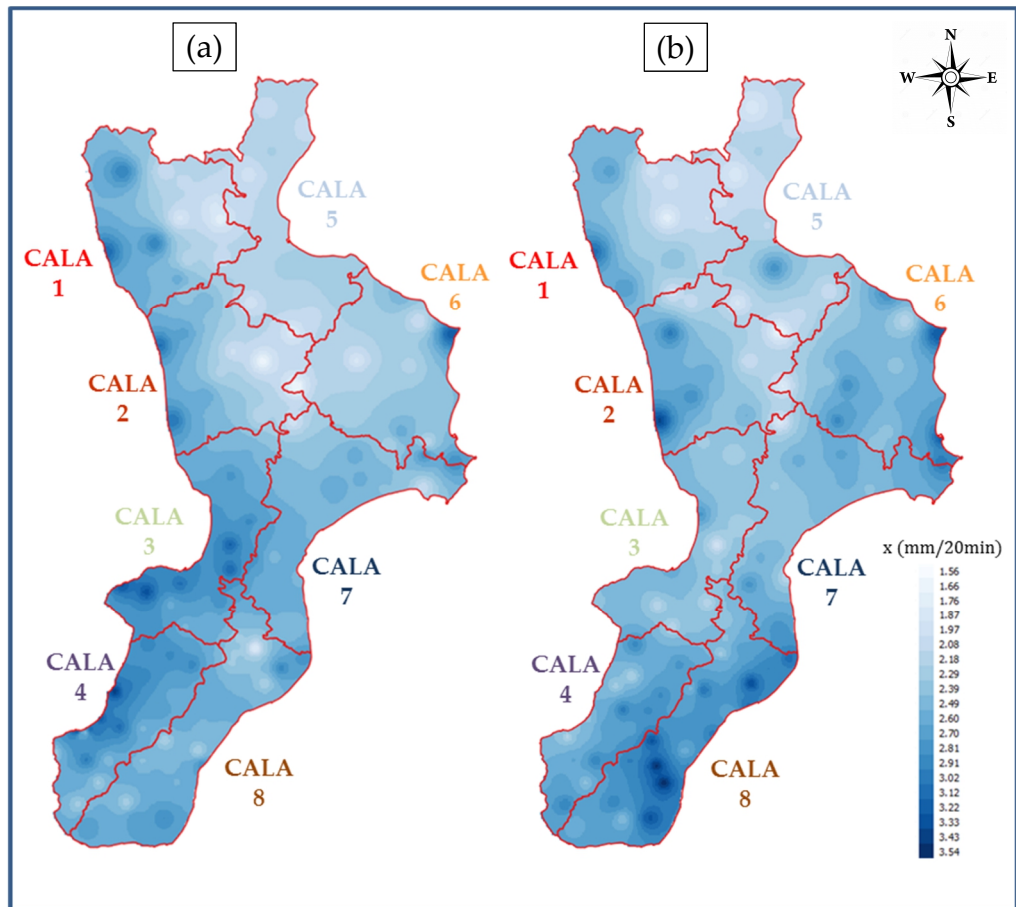 (a)
(b)
N
W
E
S
CALA
5
CALA
1
CALA
6
CALA
2
CALA
3
CALA
7
CALA
4
CALA
8
CALA
5
CALA
1
CALA
6
CALA
2
CALA
3
CALA
7
CALA
4
CALA
8
x (mm/20min)
1.56
1.66
1.76
1.87
1.97
2.08
2.18
2.29
2.39
2.49
2.60
2.70
2.81
2.91
3.02
3.12
3.22
3.33
3.43
3.54